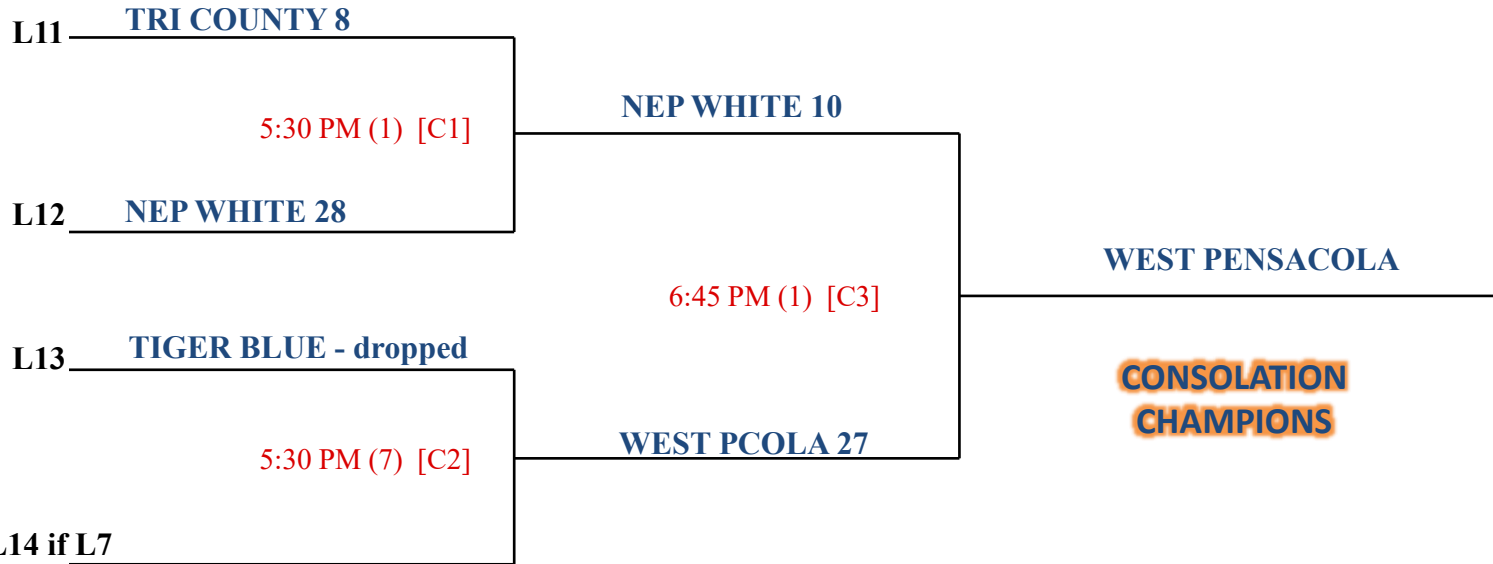 L11 TRI COUNTY 8
NEP WHITE 10
5:30 PM (1) [C1]
L12 NEP WHITE 28
WEST PENSACOLA
6:45 PM (1) [C3]
L13 TIGER BLUE - dropped
CONSOLATION
CHAMPIONS
WEST PCOLA 27
5:30 PM (7) [C2]
L14 if L7